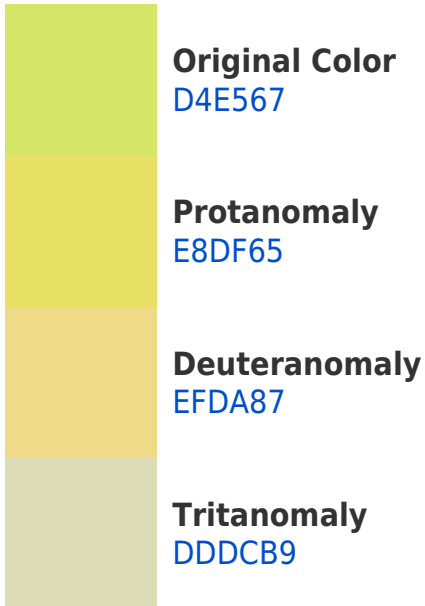 Original Color
D4E567
Protanomaly
E8DF65
Deuteranomaly
EFDA87
Tritanomaly
DDDCB9